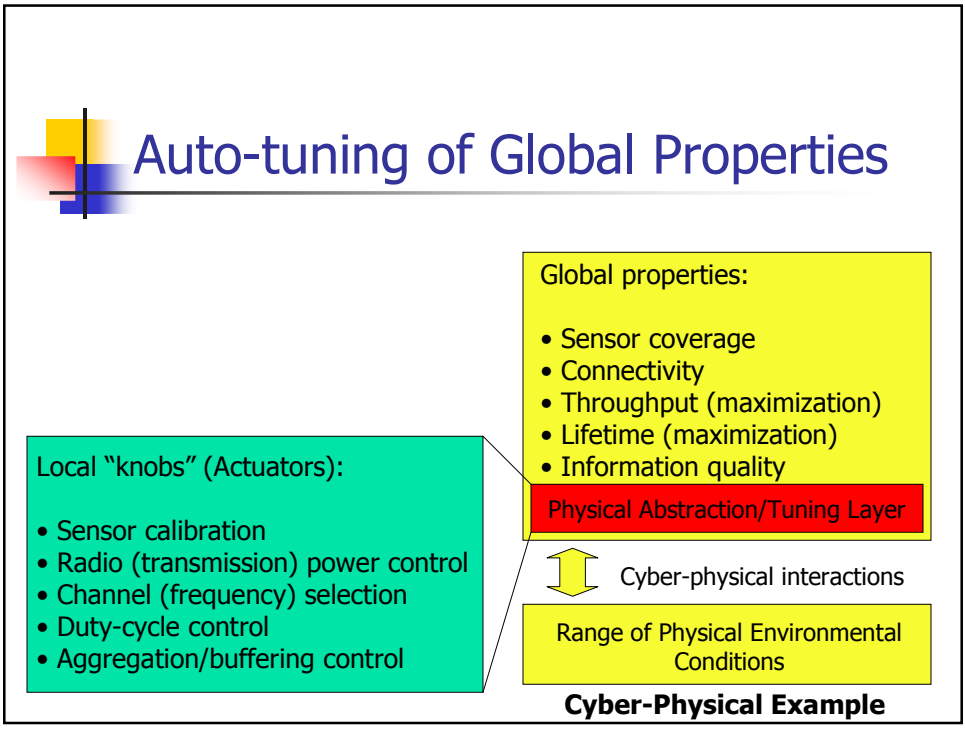 Auto-tuning of Global Properties
Global properties:
• Sensor coverage
• Connectivity
• Throughput (maximization)
• Lifetime (maximization)
• Information quality
Physical Abstraction/Tuning Layer
Local “knobs” (Actuators):
• Sensor calibration
• Radio (transmission) power control
• Channel (frequency) selection
• Duty-cycle control
• Aggregation/buffering control
Cyber-physical interactions
Range of Physical Environmental
Conditions
Cyber-Physical Example